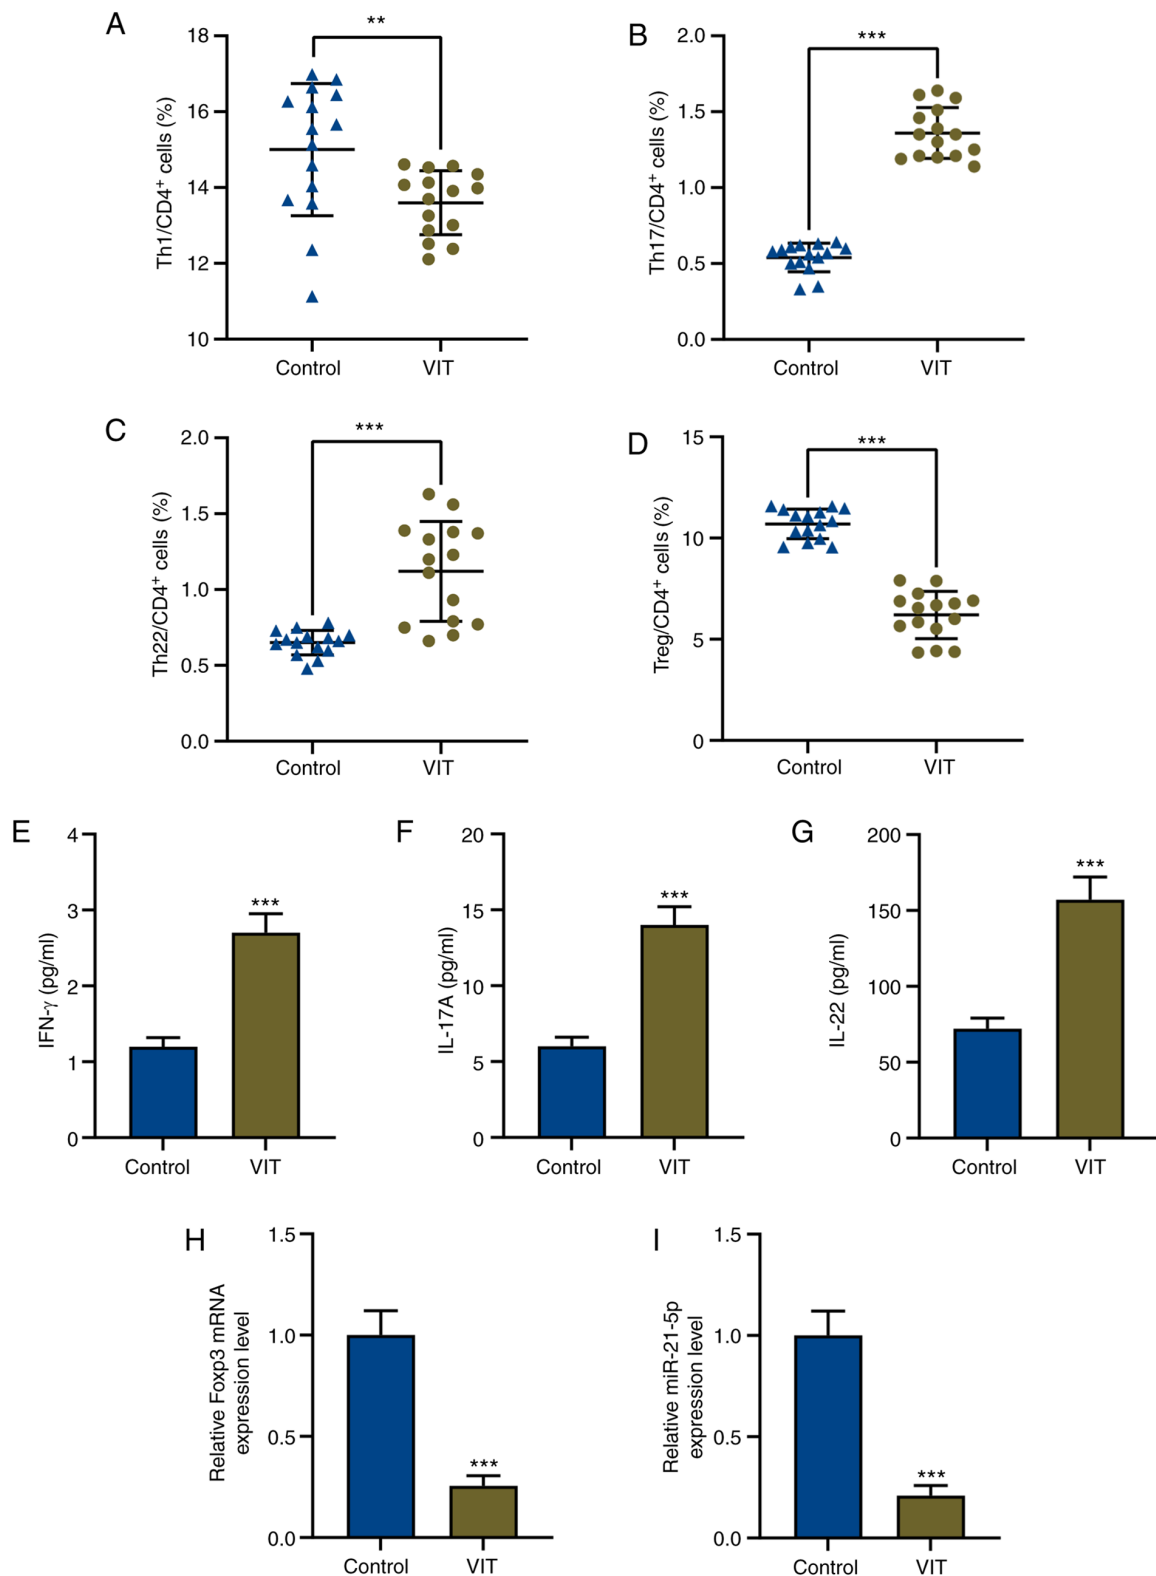 A
Th1/CD4⁺ cells (%)
18
16
14
12
10
**
Control
VIT
B
Th17/CD4⁺ cells (%)
2.0
1.5
1.0
0.5
0.0
***
Control
VIT
C
Th22/CD4⁺ cells (%)
2.0
1.5
1.0
0.5
0.0
***
Control
VIT
D
Treg/CD4⁺ cells (%)
15
10
5
0
***
Control
VIT
E
IFN-γ (pg/ml)
4
3
2
1
0
***
Control
VIT
F
IL-17A (pg/ml)
20
15
10
5
0
***
Control
VIT
G
IL-22 (pg/ml)
200
150
100
50
0
***
Control
VIT
H
Relative Foxp3 mRNA
expression level
1.5
1.0
0.5
0.0
***
Control
VIT
I
Relative miR-21-5p
expression level
1.5
1.0
0.5
0.0
***
Control
VIT